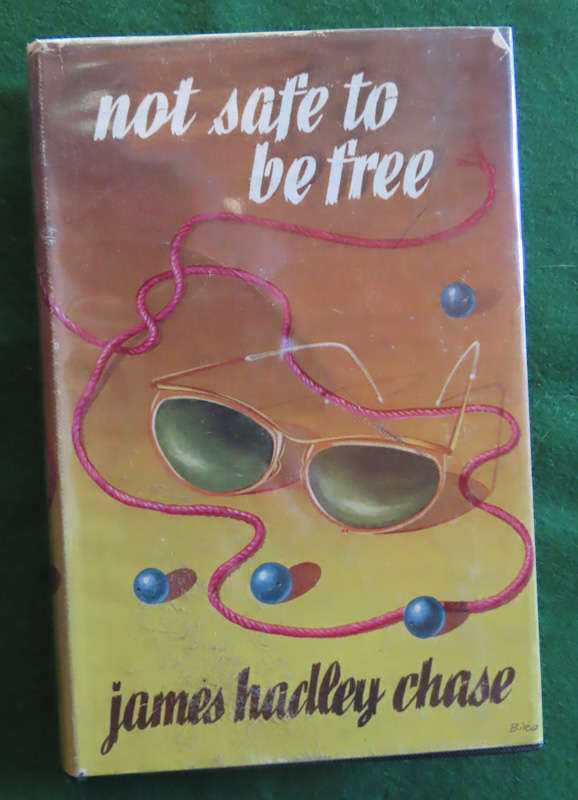 not safe to
be free
james hadley chase